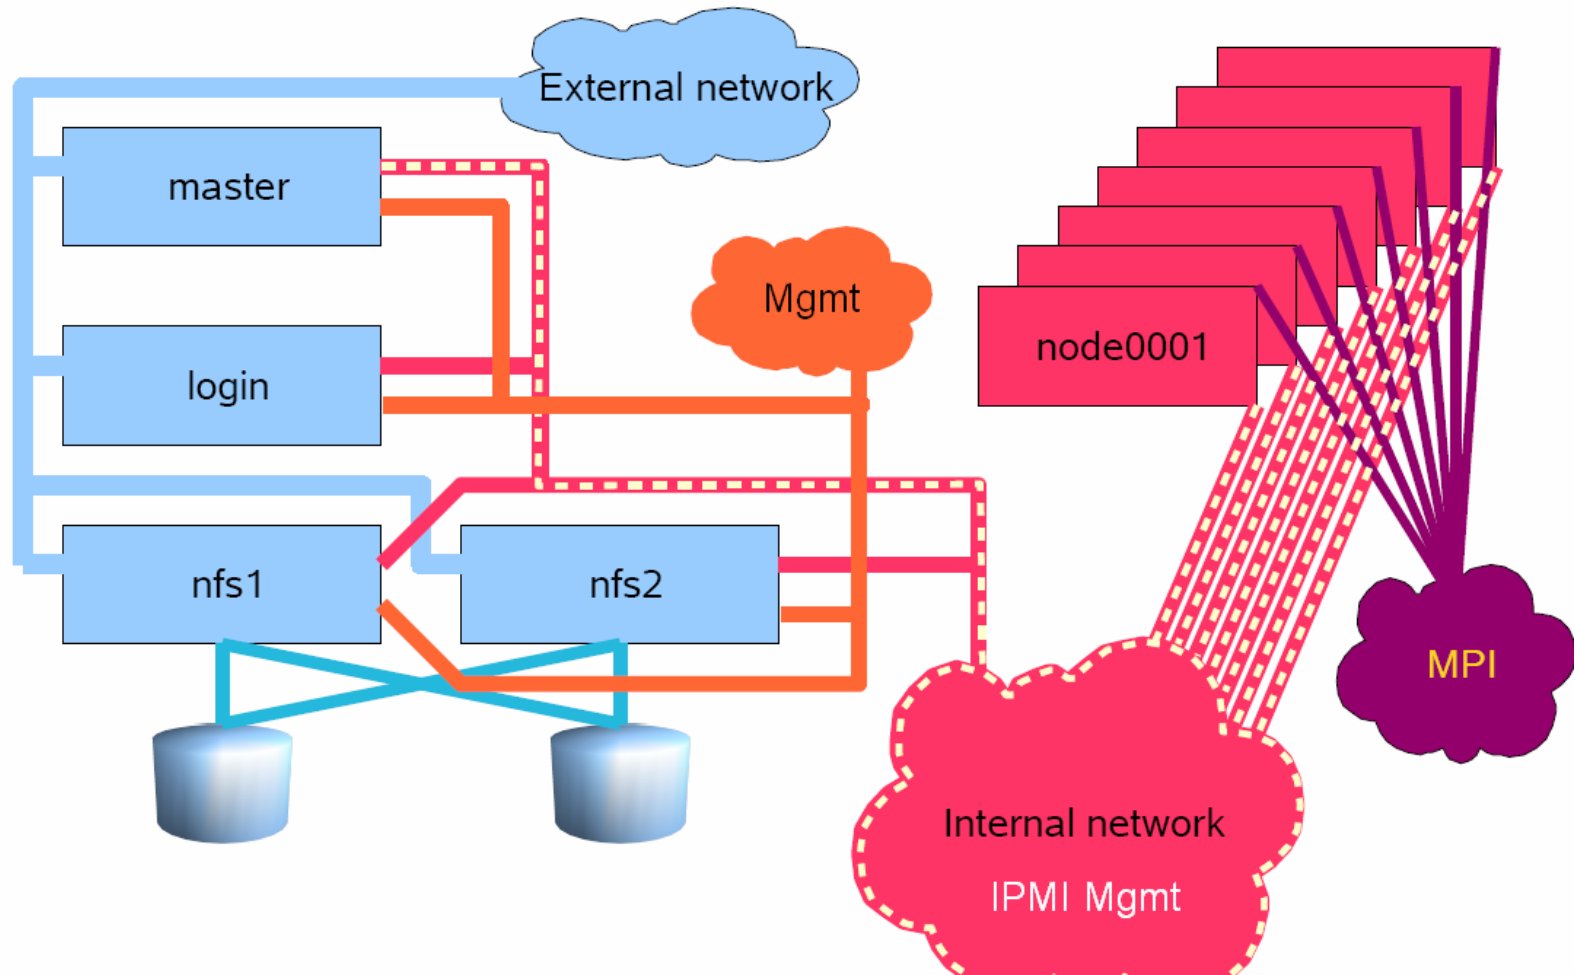 External network
master
Mgmt
node0001
login
nfs1
nfs2
MPI
Internal network
IPMI Mgmt